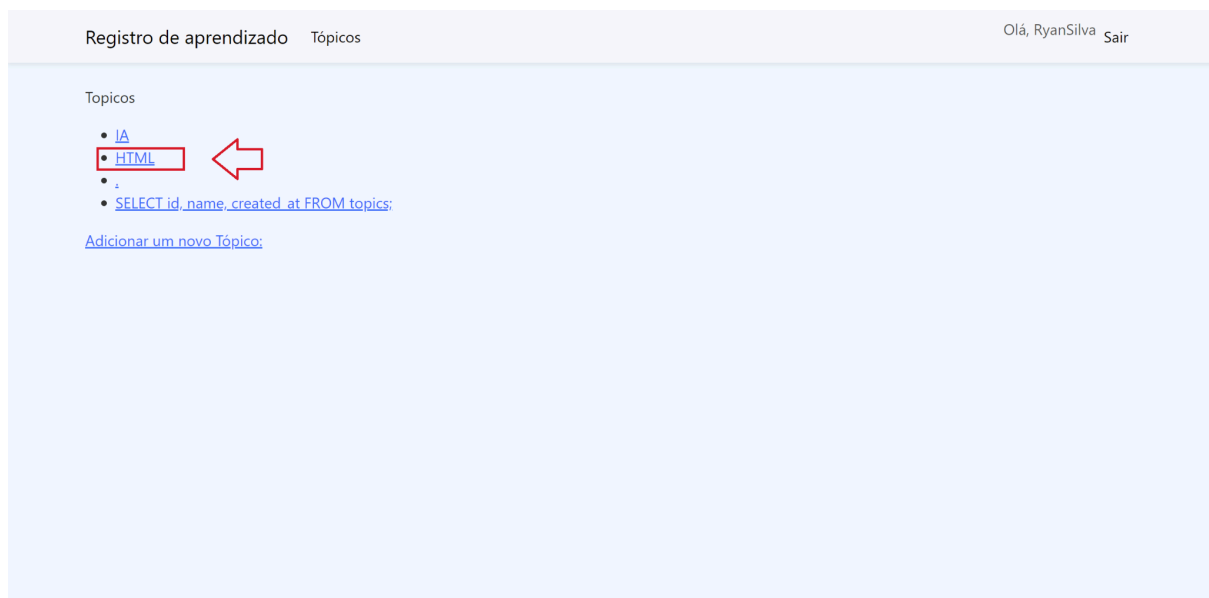 Registro de aprendizado Tópicos Olá, RyanSilva Sair
Topicos
IA
HTML
.
SELECT id, name, created_at FROM topics;
Adicionar um novo Tópico: